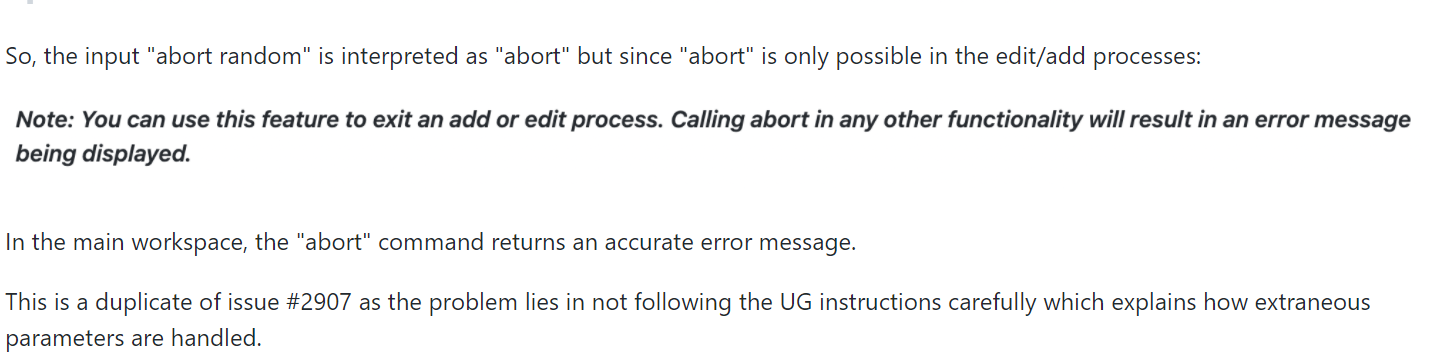 So, the input "abort random" is interpreted as "abort" but since "abort" is only possible in the edit/add processes:
Note: You can use this feature to exit an add or edit process. Calling abort in any other functionality will result in an error message
being displayed.
In the main workspace, the "abort" command returns an accurate error message.
This is a duplicate of issue #2907 as the problem lies in not following the UG instructions carefully which explains how extraneous
parameters are handled.